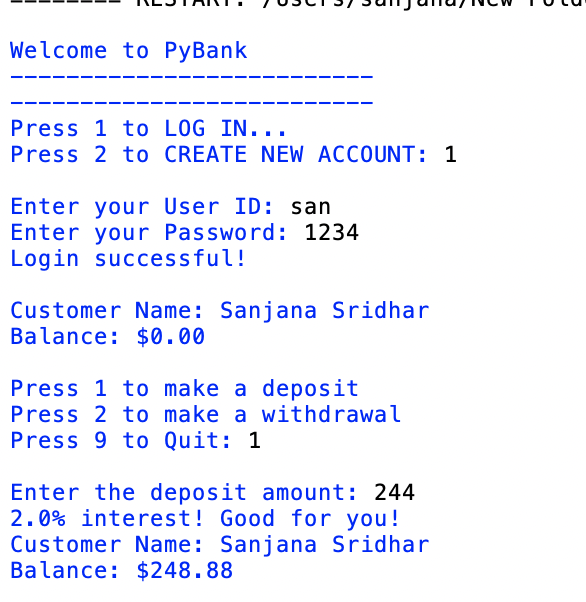 ======== RESTART: /Users/sanjana/New
Welcome to PyBank
--------------------------
--------------------------
Press 1 to LOG IN...
Press 2 to CREATE NEW ACCOUNT: 1
Enter your User ID: san
Enter your Password: 1234
Login successful!
Customer Name: Sanjana Sridhar
Balance: $0.00
Press 1 to make a deposit
Press 2 to make a withdrawal
Press 9 to Quit: 1
Enter the deposit amount: 244
2.0% interest! Good for you!
Customer Name: Sanjana Sridhar
Balance: $248.88